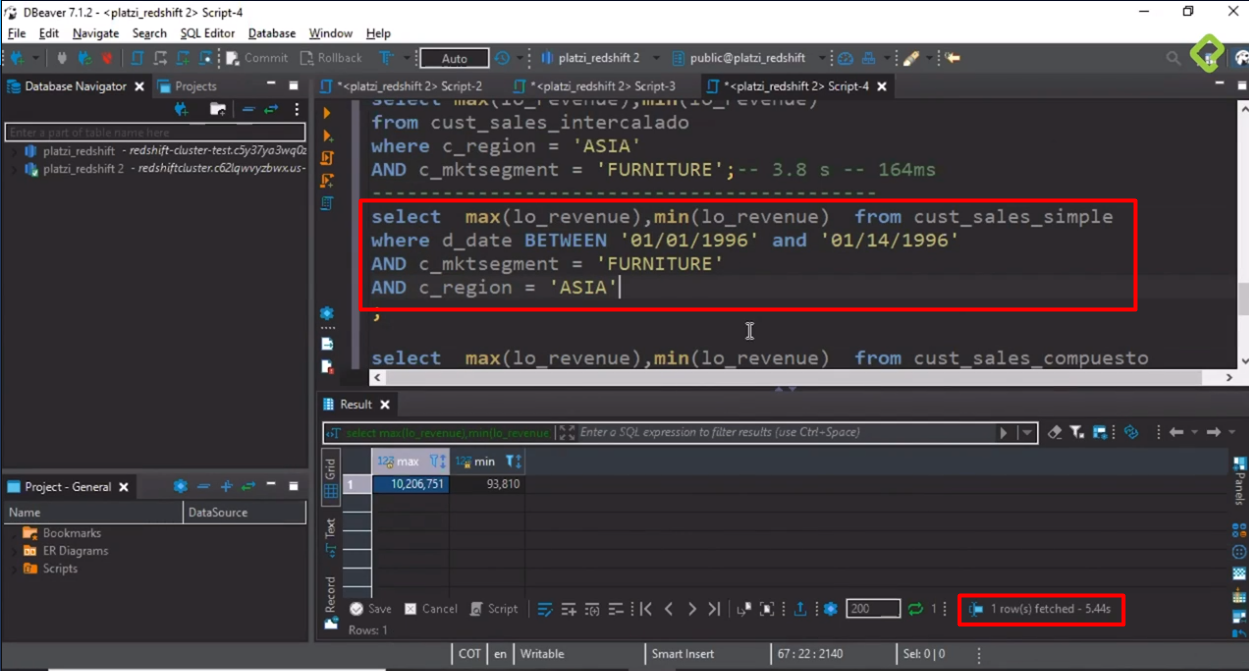 DBeaver 7.1.2 - <platzi_redshift 2> Script-4
File Edit Navigate Search SQL Editor Database Window Help
Commit Rollback Auto platzi_redshift 2 public@platzi_redshift
Database Navigator Projects
*<platzi_redshift 2> Script-2 *<platzi_redshift 2> Script-3 *<platzi_redshift 2> Script-4
Enter a part of table name here
platzi_redshift - redshift-cluster-test.c5y37ya3wq0z
platzi_redshift 2 - redshiftcluster.c62lqwvyzbwx.us-
select max(lo_revenue),min(lo_revenue)
from cust_sales_intercalado
where c_region = 'ASIA'
AND c_mktsegment = 'FURNITURE';-- 3.8 s -- 164ms
-------------------------------------------
select max(lo_revenue),min(lo_revenue) from cust_sales_simple
where d_date BETWEEN '01/01/1996' and '01/14/1996'
AND c_mktsegment = 'FURNITURE'
AND c_region = 'ASIA'
;
select max(lo_revenue),min(lo_revenue) from cust_sales_compuesto
Result
select max(lo_revenue),min(lo_revenue Enter a SQL expression to filter results (use Ctrl+Space)
Grid
Text
Record
123 max 123 min
1 10,206,751 93,810
Panels
Project - General
Name DataSource
Bookmarks
ER Diagrams
Scripts
Save Cancel Script 200 1 1 row(s) fetched - 5.44s
Rows: 1
COT en Writable Smart Insert 67 : 22 : 2140 Sel: 0 | 0